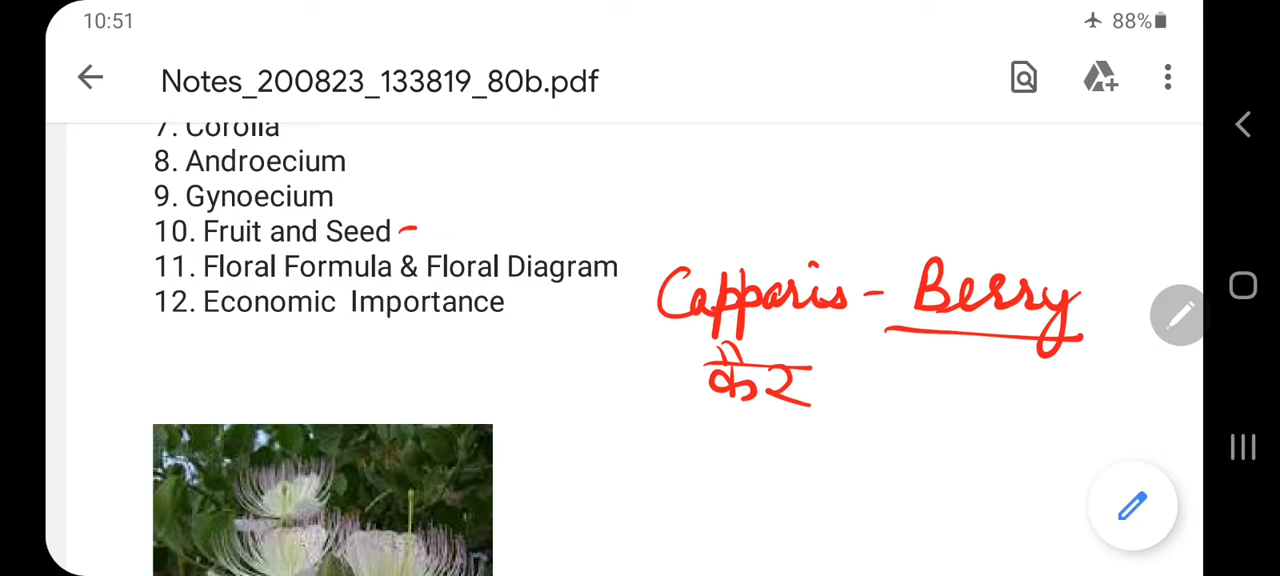 10:51
88%
Notes_200823_133819_80b.pdf
7. Corolla
8. Androecium
9. Gynoecium
10. Fruit and Seed -
11. Floral Formula & Floral Diagram
12. Economic Importance
Capparis - Berry
कैर